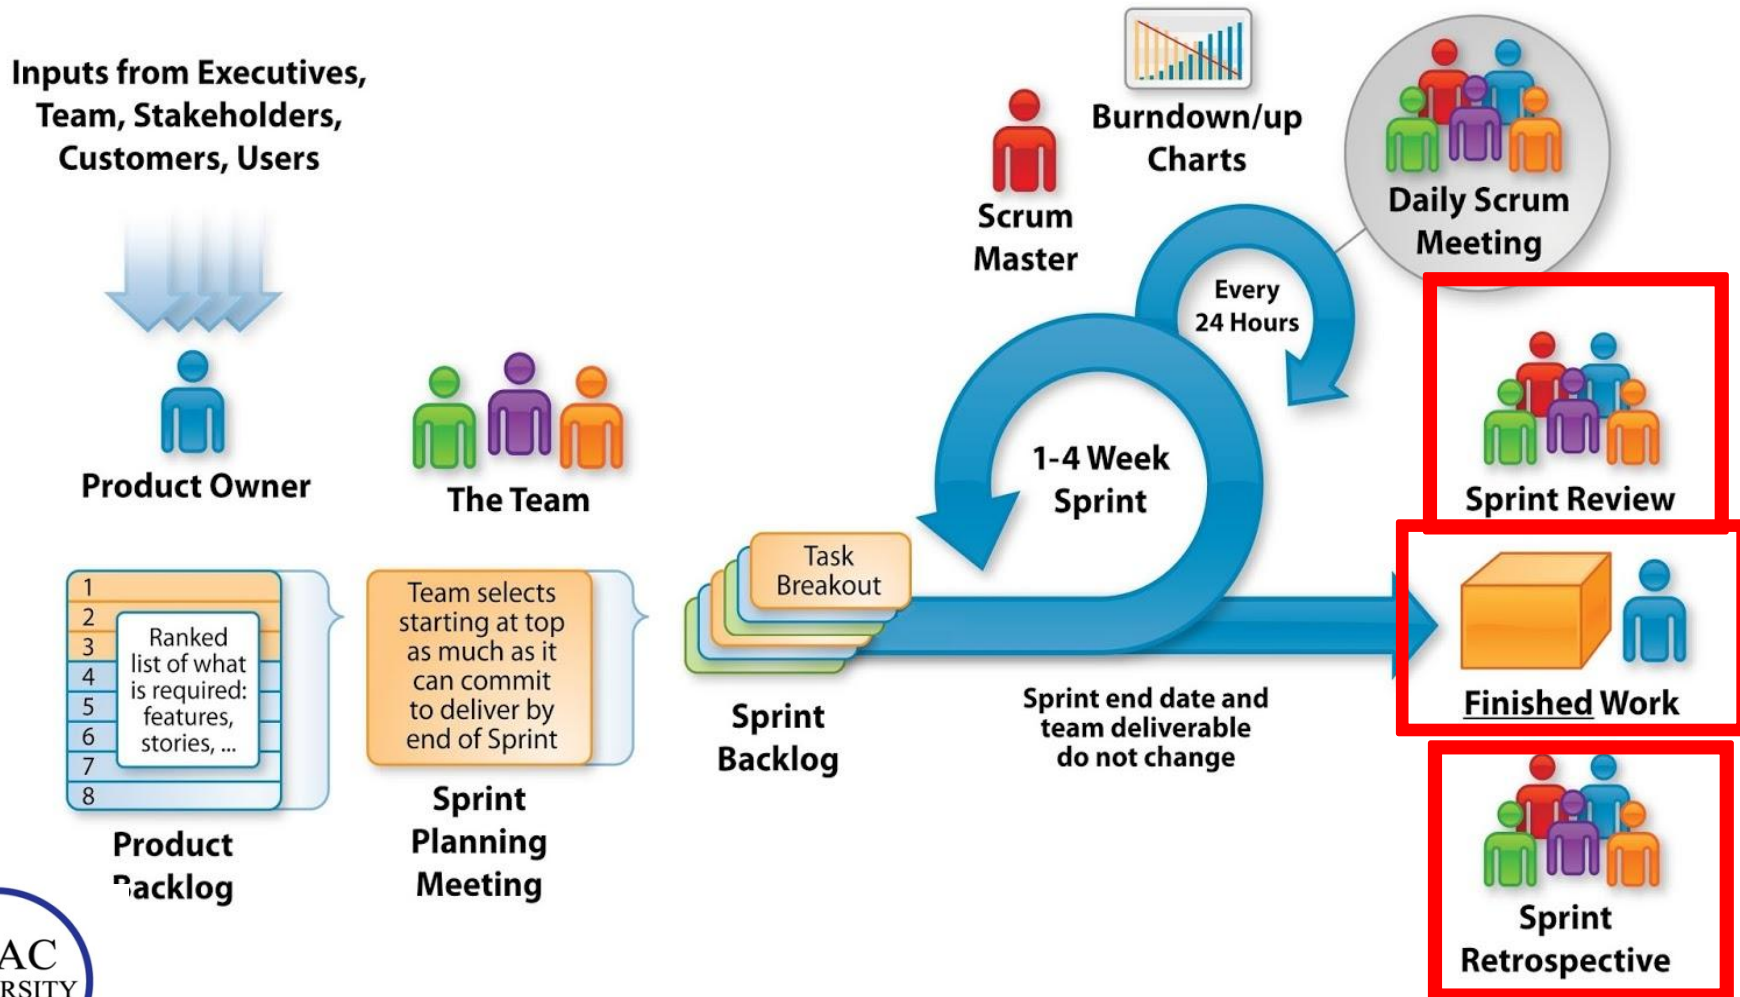 Inputs from Executives,
Team, Stakeholders,
Customers, Users
Product Owner
The Team
1
2
3
4
5
6
7
8
Ranked
list of what
is required:
features,
stories, ...
Product
Backlog
Team selects
starting at top
as much as it
can commit
to deliver by
end of Sprint
Sprint
Planning
Meeting
Task
Breakout
Sprint
Backlog
Scrum
Master
Burndown/up
Charts
Daily Scrum
Meeting
Every
24 Hours
1-4 Week
Sprint
Sprint end date and
team deliverable
do not change
Sprint Review
Finished Work
Sprint
Retrospective